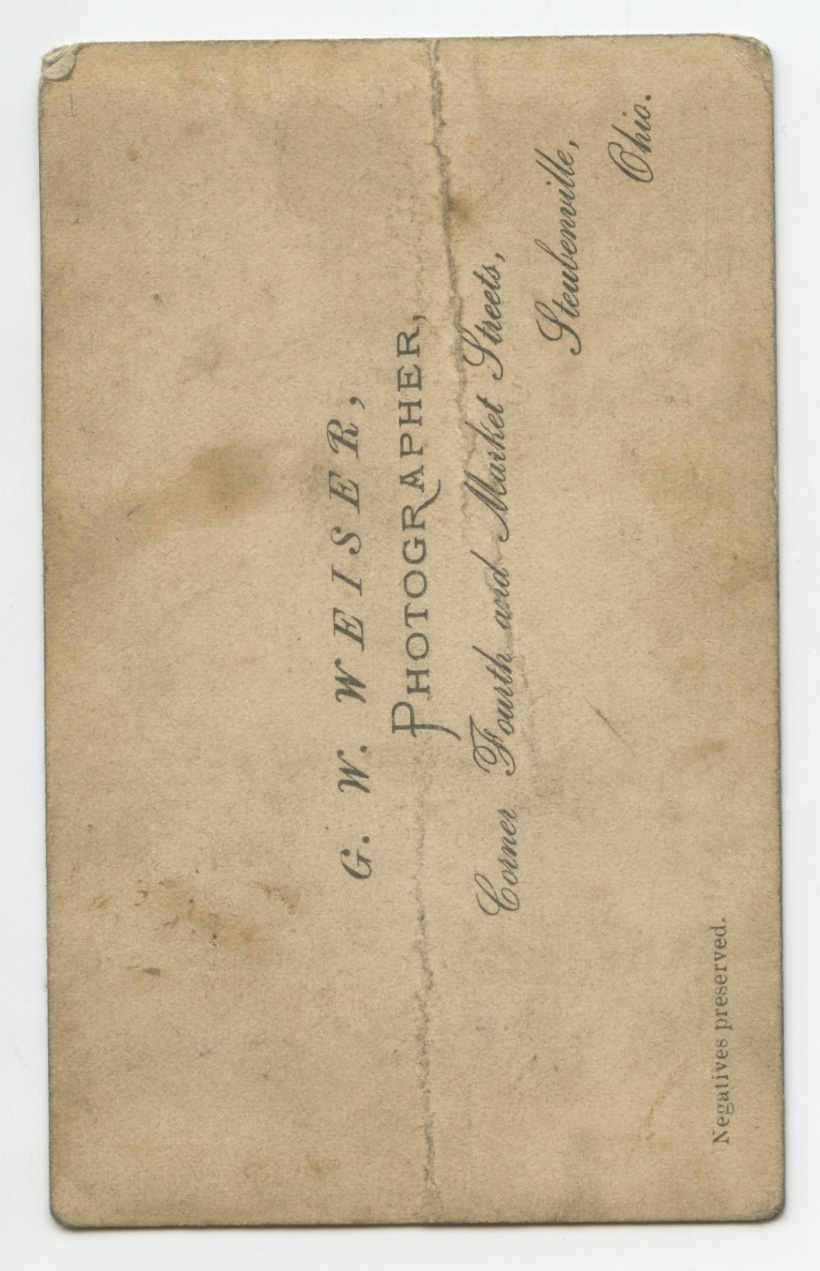 G. W. WEISER,
PHOTOGRAPHER,
Corner Fourth and Market Streets,
Steubenville,
Ohio.
Negatives preserved.